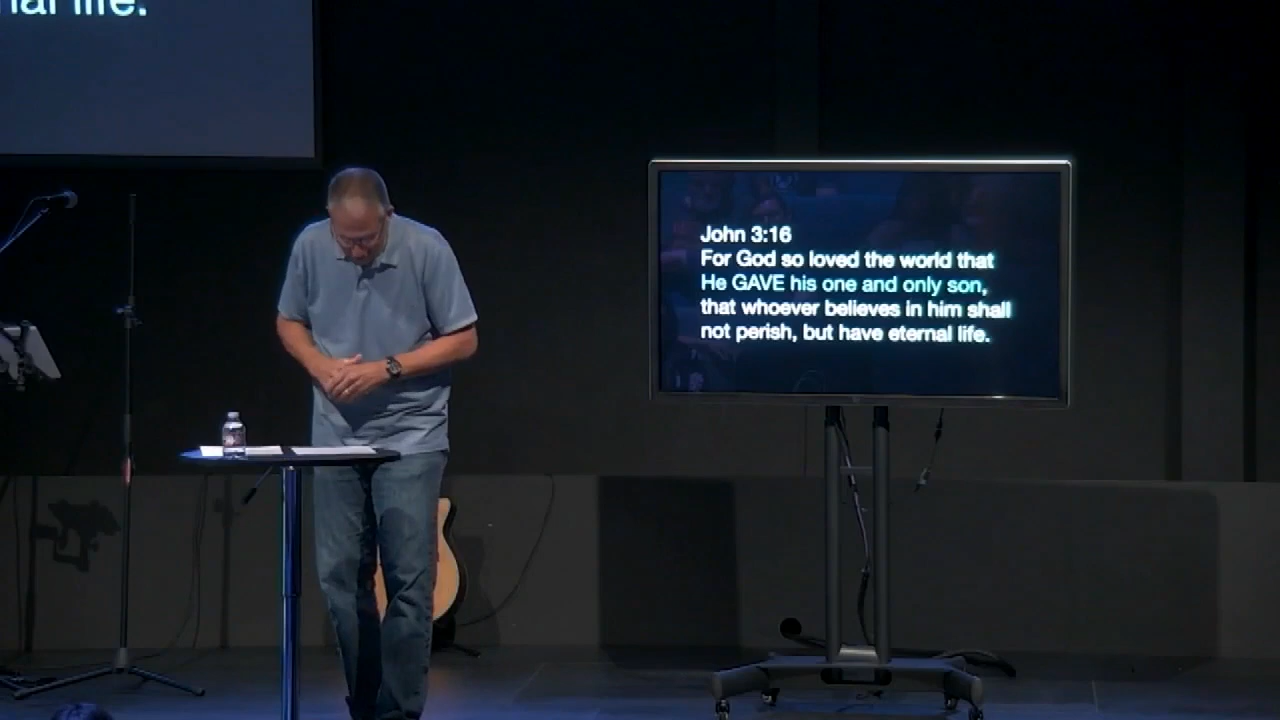 nal life.
John 3:16
For God so loved the world that
He GAVE his one and only son,
that whoever believes in him shall
not perish, but have eternal life.